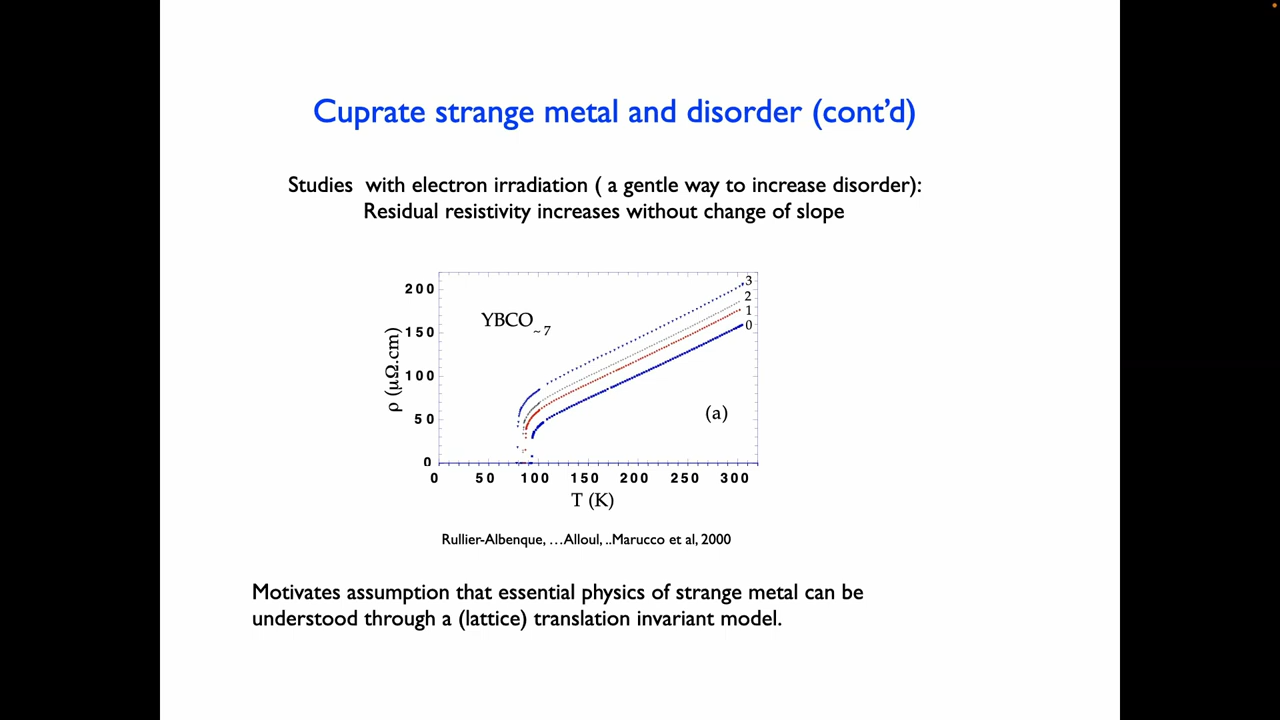 Cuprate strange metal and disorder (cont’d)
Studies with electron irradiation ( a gentle way to increase disorder):
Residual resistivity increases without change of slope
200
150
100
50
0
ρ (μΩ.cm)
YBCO~7
3
2
1
0
(a)
0 50 100 150 200 250 300
T (K)
Rullier-Albenque, …Alloul, ..Marucco et al, 2000
Motivates assumption that essential physics of strange metal can be
understood through a (lattice) translation invariant model.